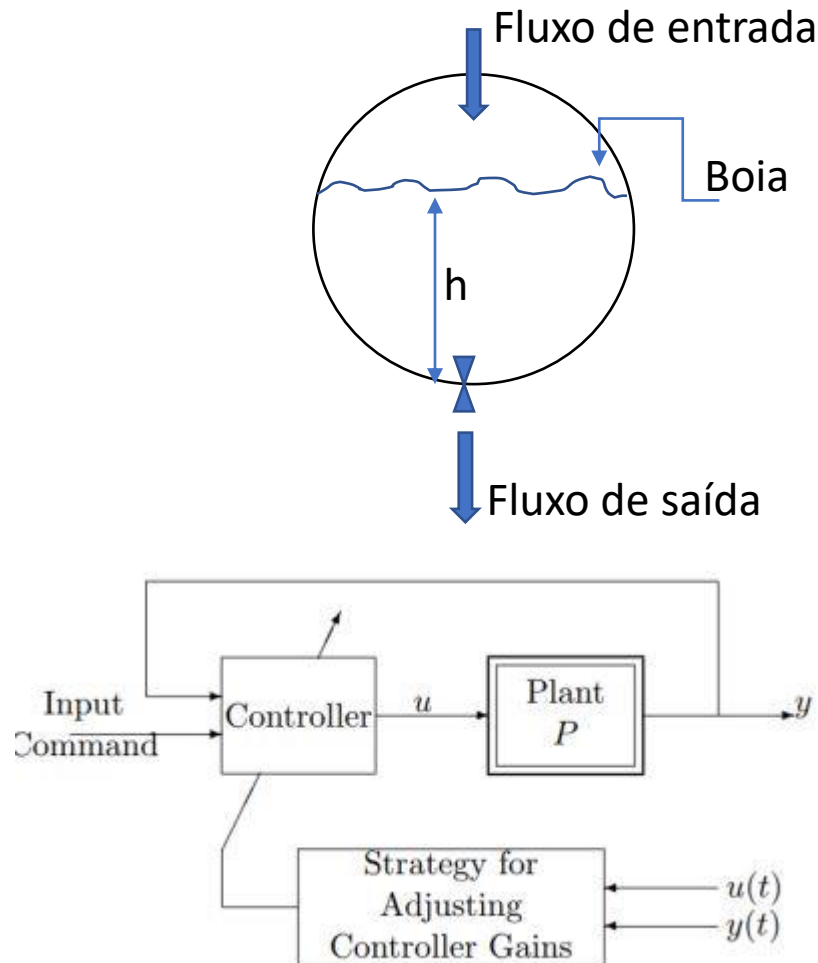 Fluxo de entrada
Boia
h
Fluxo de saída
Input
Command
Controller
u
Plant
P
y
Strategy for
Adjusting
Controller Gains
u(t)
y(t)